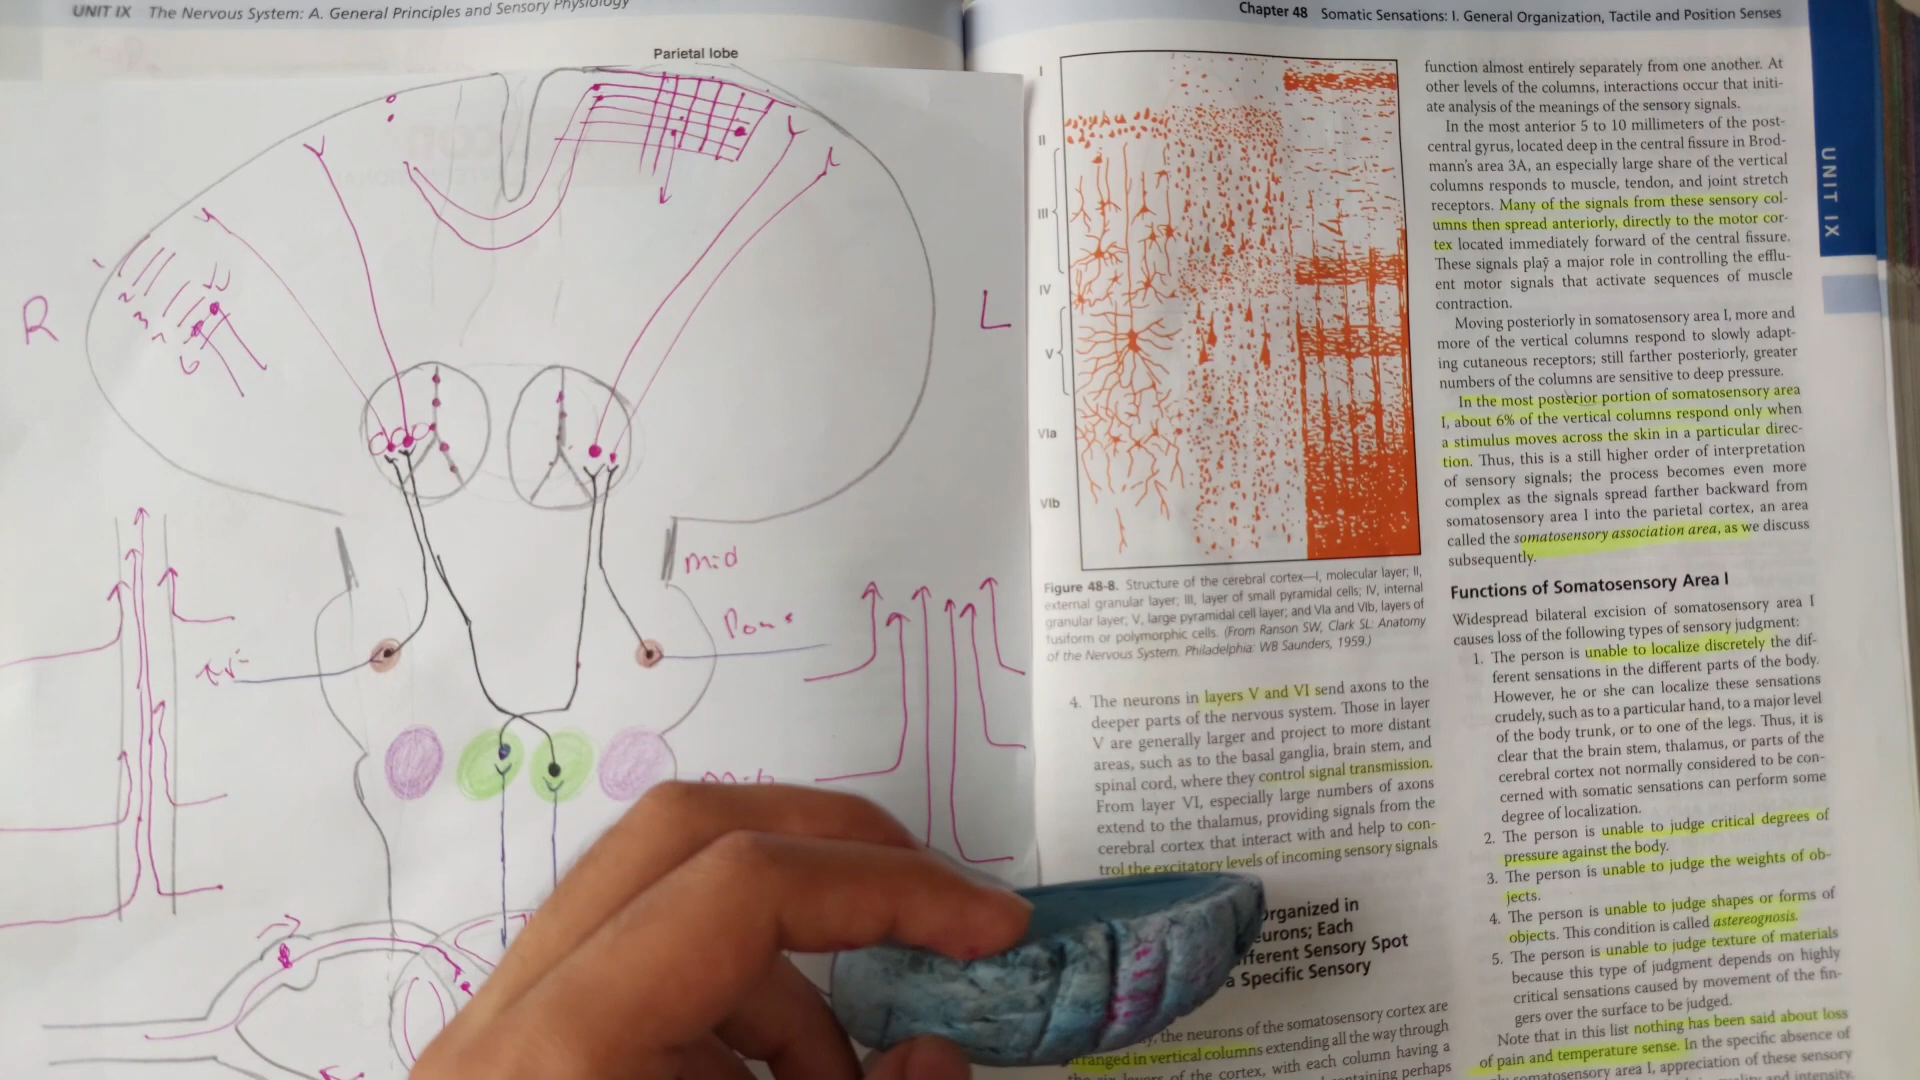 UNIT IX The Nervous System: A. General Principles and Sensory Physiology
Parietal lobe
R
L
mid
Pons
Chapter 48 Somatic Sensations: I. General Organization, Tactile and Position Senses
UNIT IX
I
II
III
IV
V
VIa
VIb
Figure 48-8. Structure of the cerebral cortex—I, molecular layer; II,
external granular layer; III, layer of small pyramidal cells; IV, internal
granular layer; V, large pyramidal cell layer; and VIa and VIb, layers of
fusiform or polymorphic cells. (From Ranson SW, Clark SL: Anatomy
of the Nervous System. Philadelphia: WB Saunders, 1959.)
4. The neurons in layers V and VI send axons to the
deeper parts of the nervous system. Those in layer
V are generally larger and project to more distant
areas, such as to the basal ganglia, brain stem, and
spinal cord, where they control signal transmission.
From layer VI, especially large numbers of axons
extend to the thalamus, providing signals from the
cerebral cortex that interact with and help to con-
trol the excitatory levels of incoming sensory signals
Organized in
eurons; Each
fferent Sensory Spot
a Specific Sensory
the neurons of the somatosensory cortex are
arranged in vertical columns extending all the way through
layers of the cortex, with each column having a
containing perhaps
function almost entirely separately from one another. At
other levels of the columns, interactions occur that initi-
ate analysis of the meanings of the sensory signals.
In the most anterior 5 to 10 millimeters of the post-
central gyrus, located deep in the central fissure in Brod-
mann's area 3A, an especially large share of the vertical
columns responds to muscle, tendon, and joint stretch
receptors. Many of the signals from these sensory col-
umns then spread anteriorly, directly to the motor cor-
tex located immediately forward of the central fissure.
These signals play a major role in controlling the efflu-
ent motor signals that activate sequences of muscle
contraction.
Moving posteriorly in somatosensory area I, more and
more of the vertical columns respond to slowly adapt-
ing cutaneous receptors; still farther posteriorly, greater
numbers of the columns are sensitive to deep pressure.
In the most posterior portion of somatosensory area
I, about 6% of the vertical columns respond only when
a stimulus moves across the skin in a particular direc-
tion. Thus, this is a still higher order of interpretation
of sensory signals; the process becomes even more
complex as the signals spread farther backward from
somatosensory area I into the parietal cortex, an area
called the somatosensory association area, as we discuss
subsequently.
Functions of Somatosensory Area I
Widespread bilateral excision of somatosensory area I
causes loss of the following types of sensory judgment:
1. The person is unable to localize discretely the dif-
ferent sensations in the different parts of the body.
However, he or she can localize these sensations
crudely, such as to a particular hand, to a major level
of the body trunk, or to one of the legs. Thus, it is
clear that the brain stem, thalamus, or parts of the
cerebral cortex not normally considered to be con-
cerned with somatic sensations can perform some
degree of localization.
2. The person is unable to judge critical degrees of
pressure against the body.
3. The person is unable to judge the weights of ob-
jects.
4. The person is unable to judge shapes or forms of
objects. This condition is called astereognosis.
5. The person is unable to judge texture of materials
because this type of judgment depends on highly
critical sensations caused by movement of the fin-
gers over the surface to be judged.
Note that in this list nothing has been said about loss
of pain and temperature sense. In the specific absence of
somatosensory area I, appreciation of these sensory
and intensity.